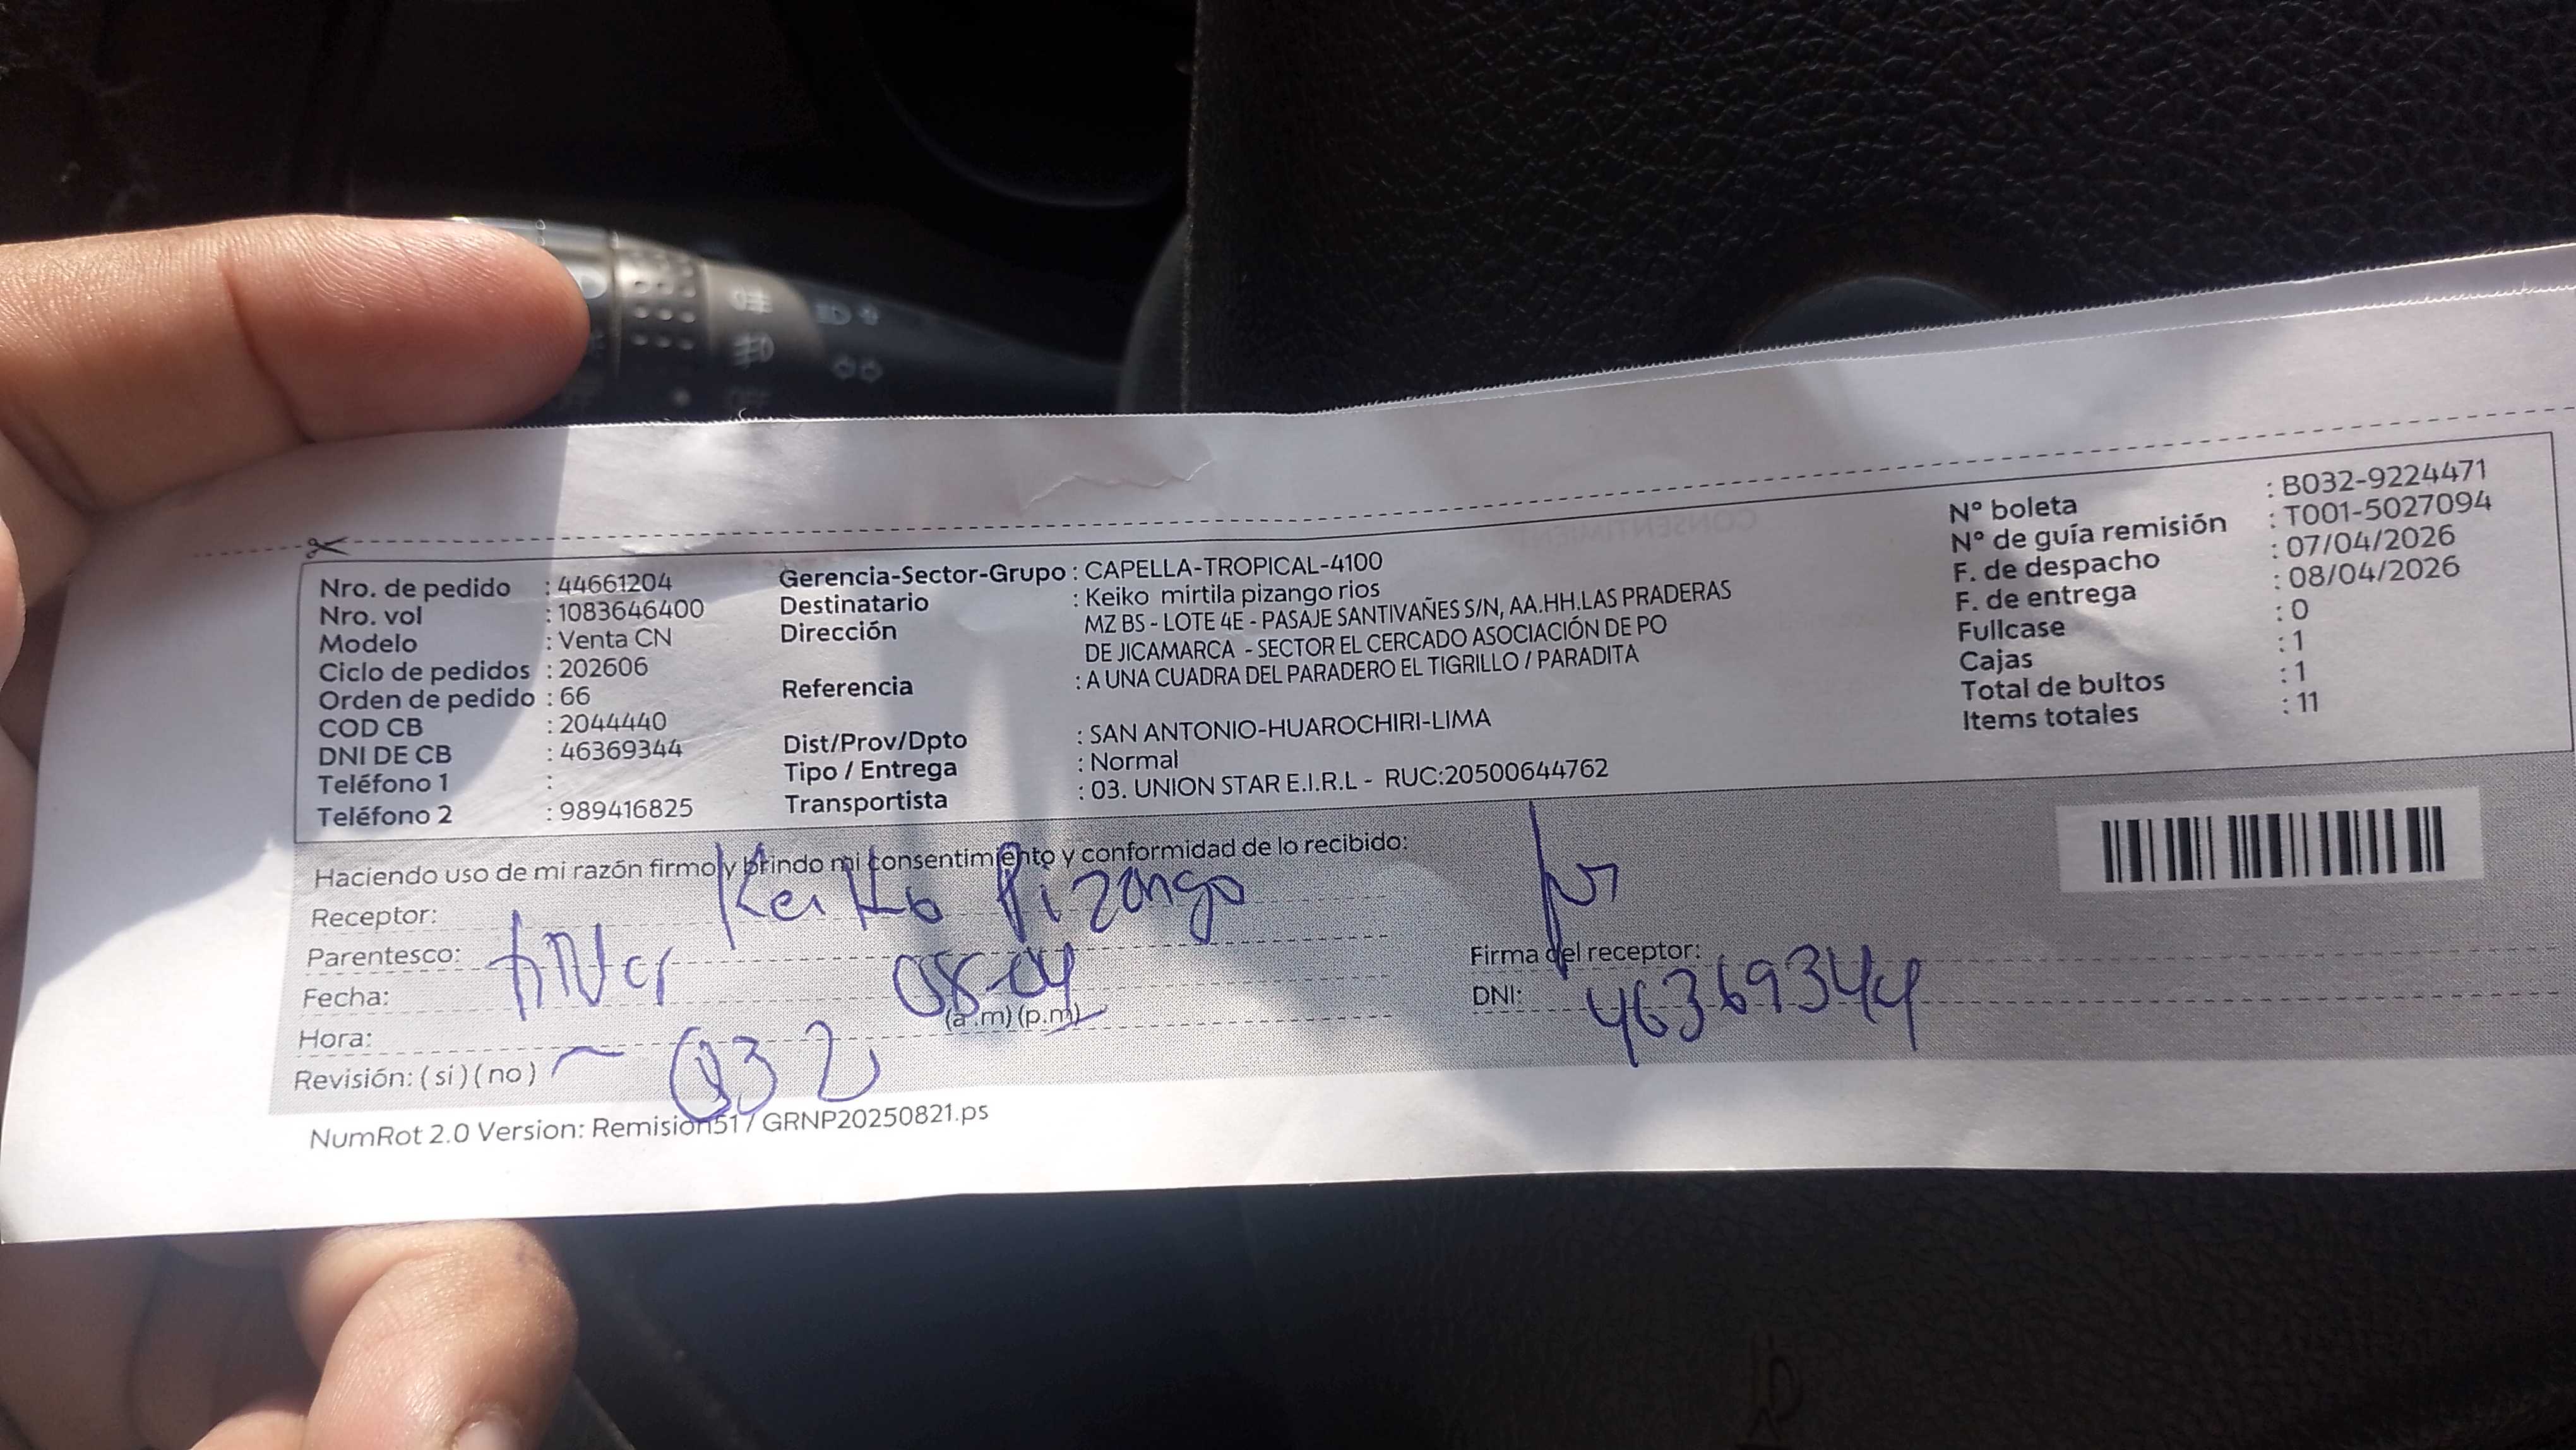 Nro. de pedido : 44661204
Nro. vol : 1083646400
Modelo : Venta CN
Ciclo de pedidos : 202606
Orden de pedido : 66
COD CB : 2044440
DNI DE CB : 46369344
Teléfono 1 :
Teléfono 2 : 989416825
Gerencia-Sector-Grupo : CAPELLA-TROPICAL-4100
Destinatario : Keiko mirtila pizango rios
Dirección MZ BS - LOTE 4E - PASAJE SANTIVAÑES S/N, AA.HH.LAS PRADERAS
DE JICAMARCA - SECTOR EL CERCADO ASOCIACIÓN DE PO
Referencia : A UNA CUADRA DEL PARADERO EL TIGRILLO / PARADITA
Dist/Prov/Dpto : SAN ANTONIO-HUAROCHIRI-LIMA
Tipo / Entrega : Normal
Transportista : 03. UNION STAR E.I.R.L - RUC:20500644762
Nº boleta : B032-9224471
Nº de guía remisión : T001-5027094
F. de despacho : 07/04/2026
F. de entrega : 08/04/2026
Fullcase : 0
Cajas : 1
Total de bultos : 1
Items totales : 11
Haciendo uso de mi razón firmo y brindo mi consentimiento y conformidad de lo recibido:
Receptor: Keiko Pizango
Parentesco:
Fecha: 08-04
Hora: (a.m) (p.m)
Revisión: (si) (no)
Firma del receptor:
DNI: 46369344
NumRot 2.0 Version: Remision51 / GRNP20250821.ps